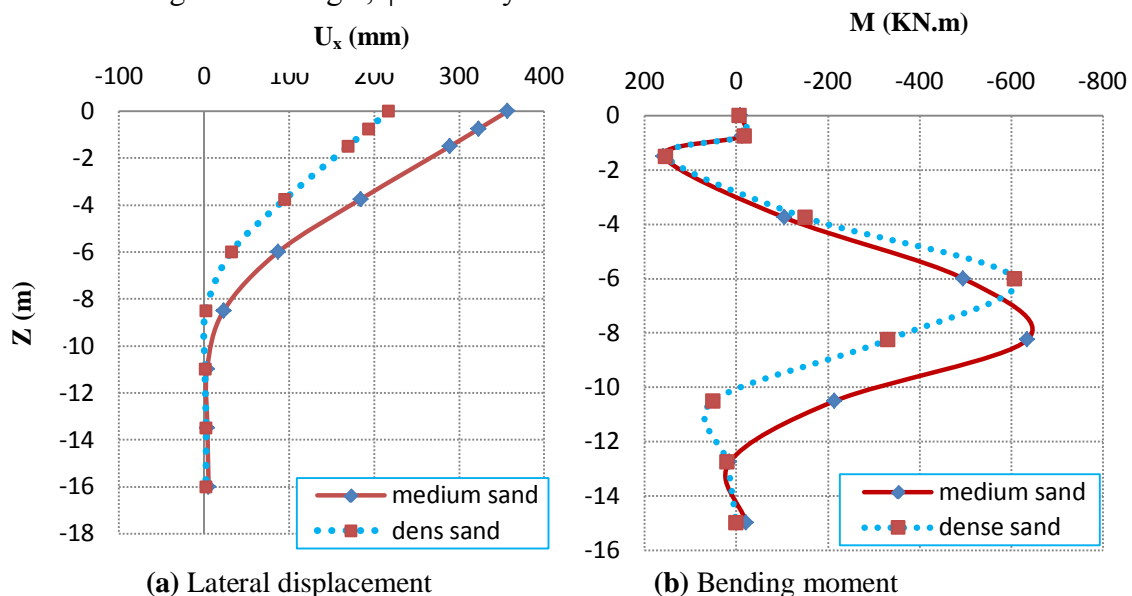 M (KN.m)
Uₓ (mm)
-100 0 100 200 300 400
200 0 -200 -400 -600 -800
Z (m)
0
-2
-4
-6
-8
-10
-12
-14
-16
-18
0
-2
-4
-6
-8
-10
-12
-14
-16
medium sand
dens sand
medium sand
dense sand
(a) Lateral displacement
(b) Bending moment